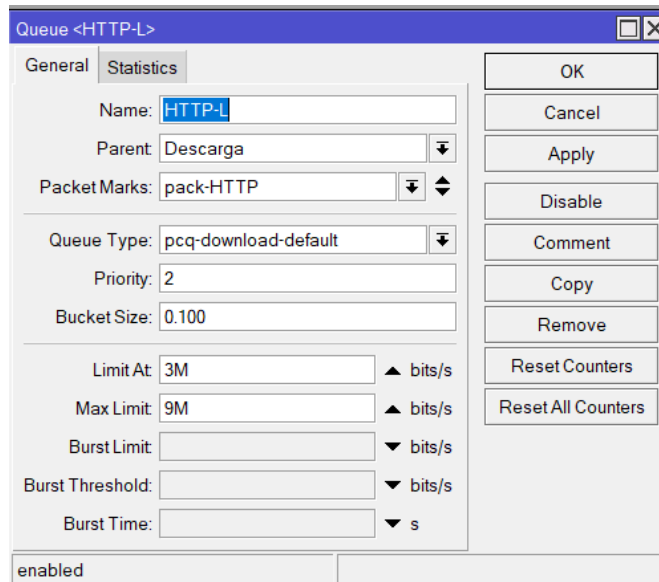 Queue <HTTP-L>
General Statistics
Name: HTTP-L
Parent: Descarga
Packet Marks: pack-HTTP
Queue Type: pcq-download-default
Priority: 2
Bucket Size: 0.100
Limit At: 3M bits/s
Max Limit: 9M bits/s
Burst Limit: bits/s
Burst Threshold: bits/s
Burst Time: s
OK
Cancel
Apply
Disable
Comment
Copy
Remove
Reset Counters
Reset All Counters
enabled